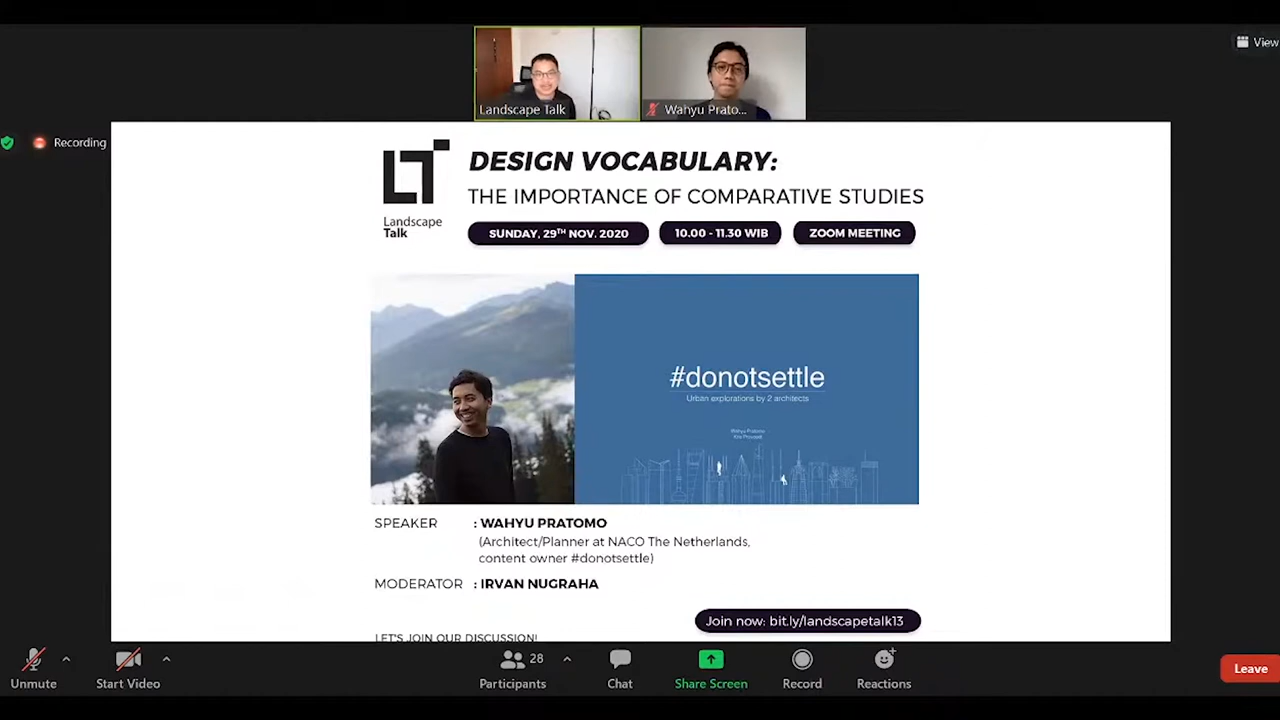 View
Landscape Talk
Wahyu Prato...
Recording
LT
Landscape
Talk
DESIGN VOCABULARY:
THE IMPORTANCE OF COMPARATIVE STUDIES
SUNDAY, 29TH NOV. 2020
10.00 - 11.30 WIB
ZOOM MEETING
#donotsettle
Urban explorations by 2 architects
Wahyu Pratomo
SPEAKER : WAHYU PRATOMO
(Architect/Planner at NACO The Netherlands,
content owner #donotsettle)
MODERATOR : IRVAN NUGRAHA
Join now: bit.ly/landscapetalk13
LET'S JOIN OUR DISCUSSION!
Unmute
Start Video
28
Participants
Chat
Share Screen
Record
Reactions
Leave